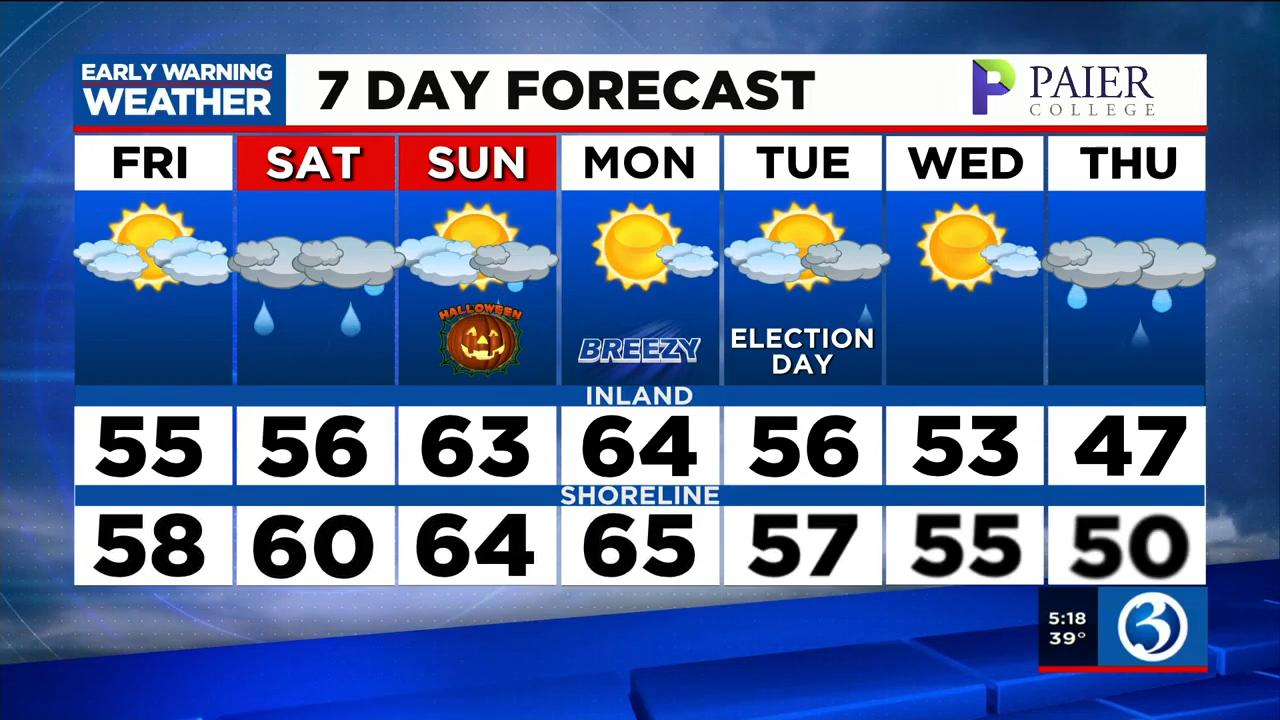 EARLY WARNING
WEATHER
7 DAY FORECAST
PAIER
COLLEGE
FRI SAT SUN MON TUE WED THU
HALLOWEEN
BREEZY
ELECTION
DAY
INLAND
55 56 63 64 56 53 47
SHORELINE
58 60 64 65 57 55 50
5:18
39°
3